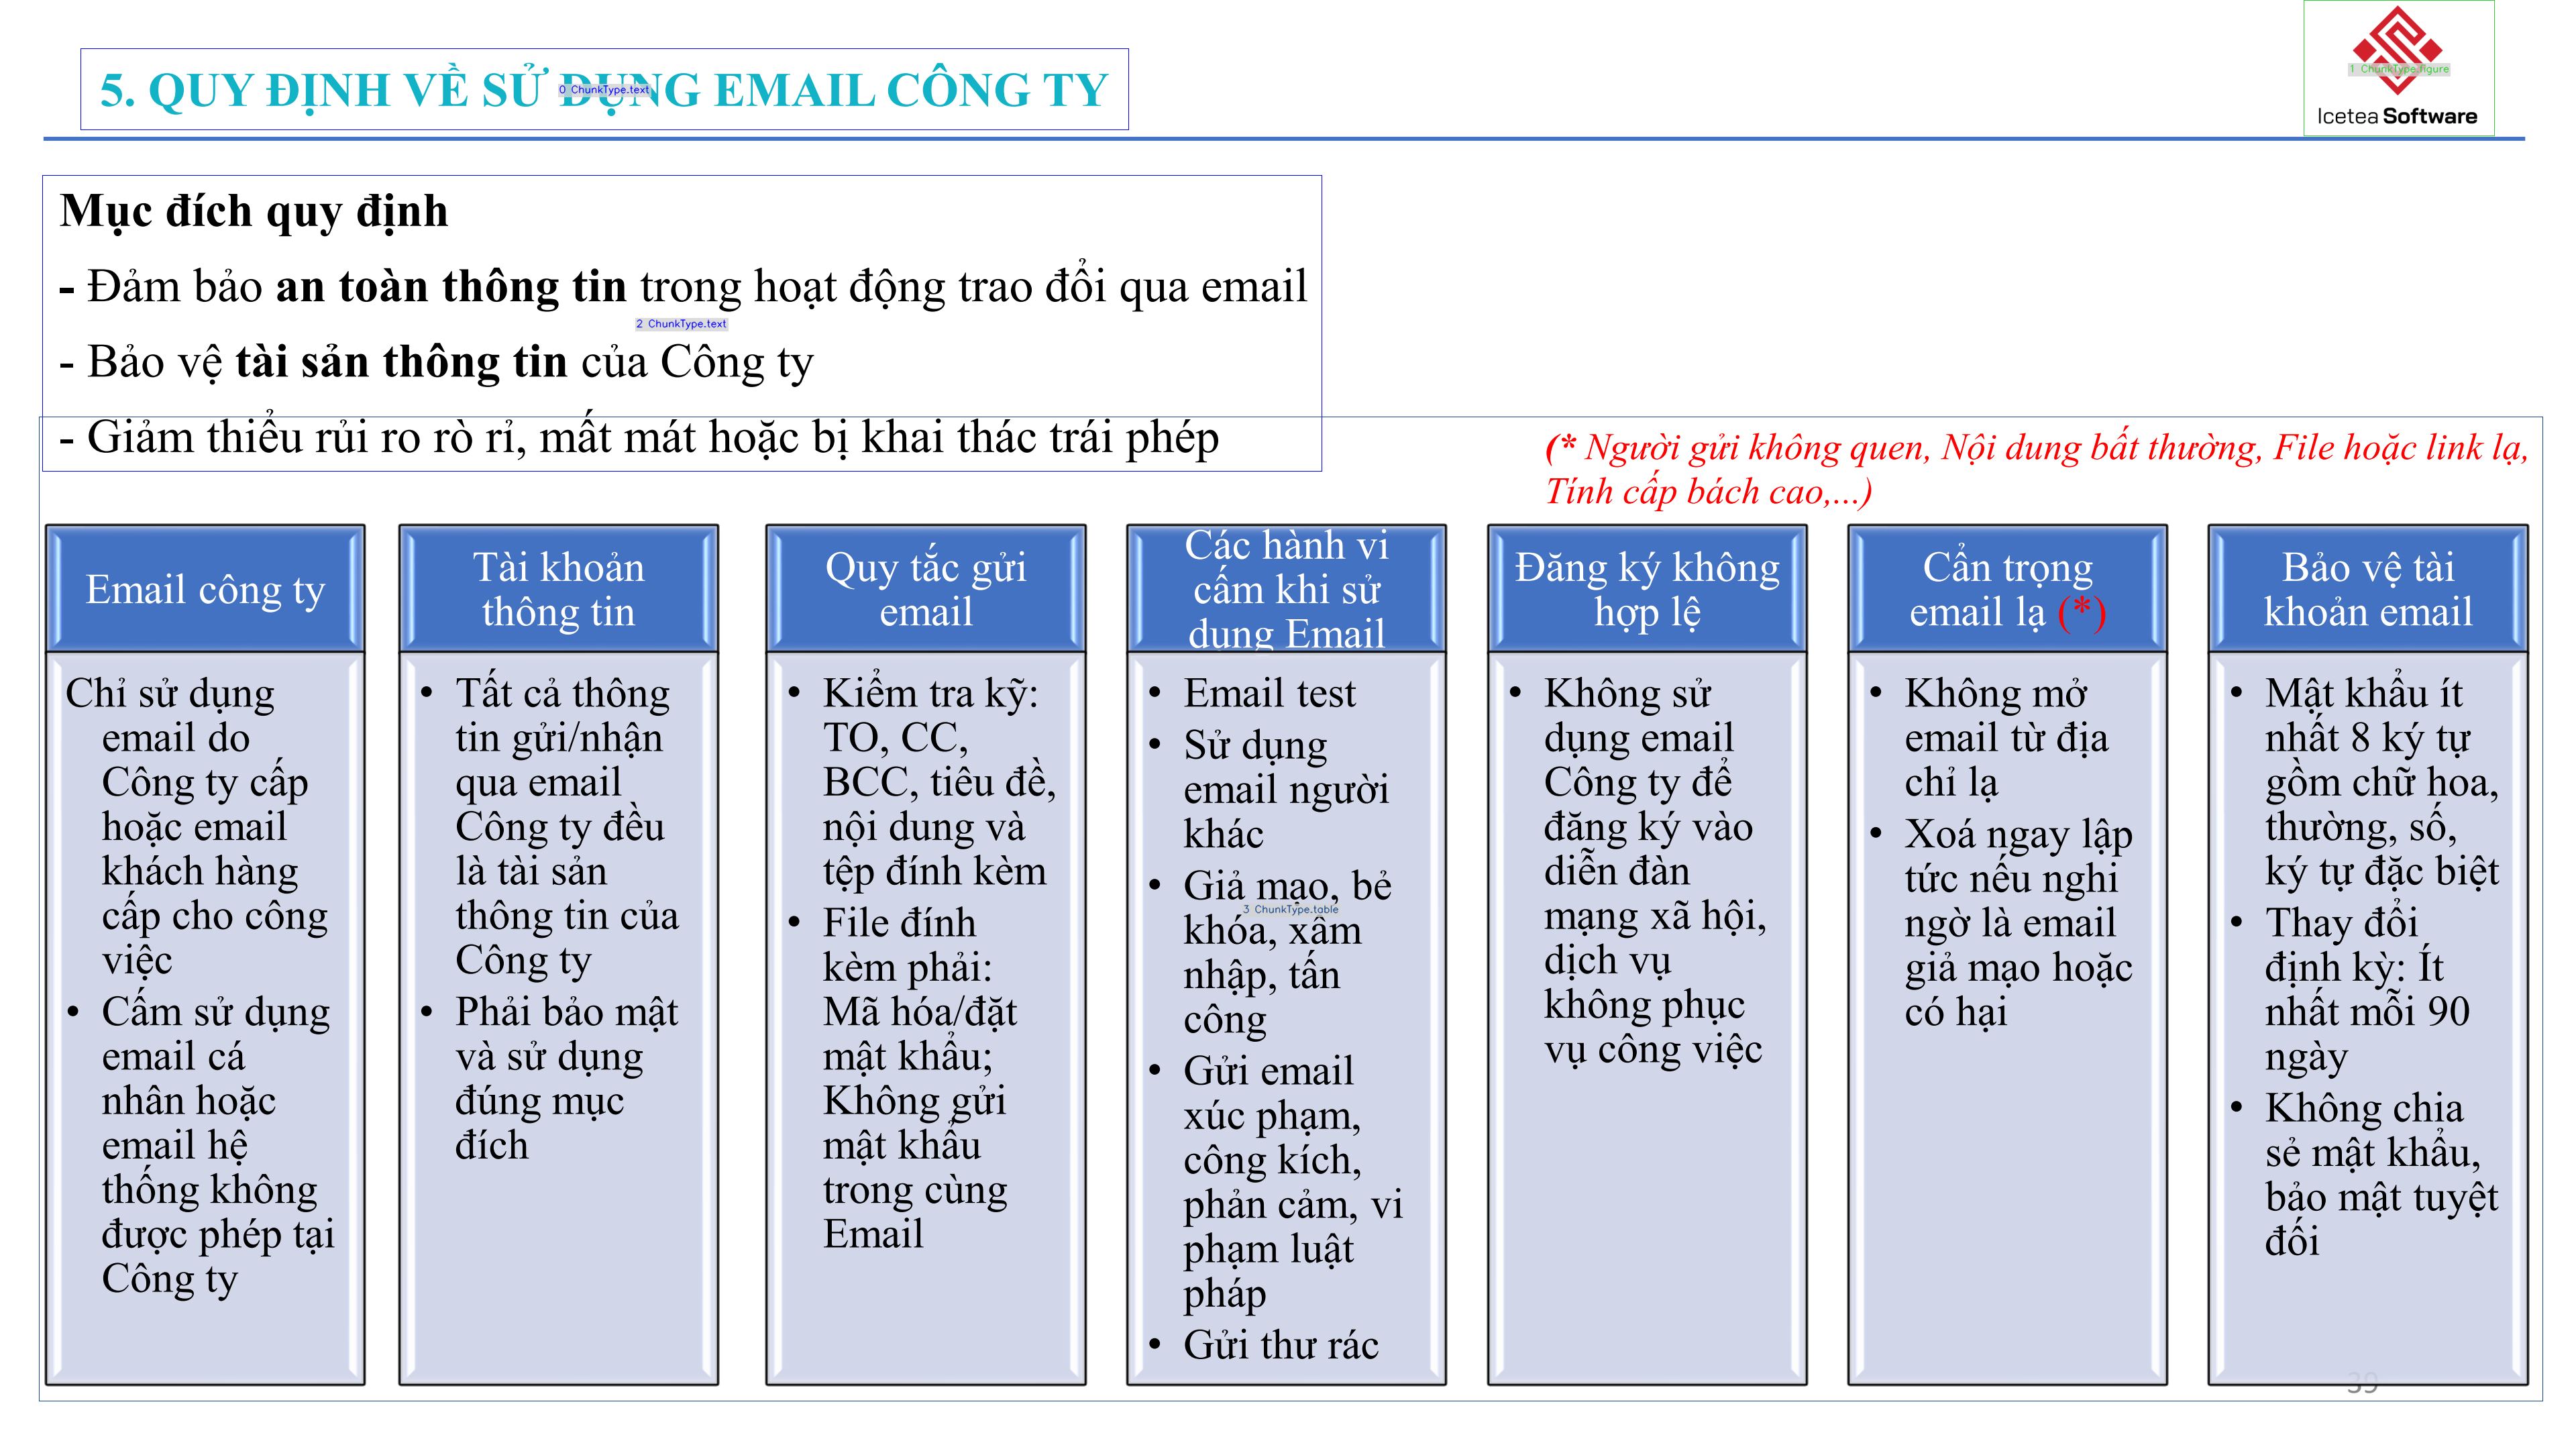 5. QUY ĐỊNH VỀ SỬ DỤNG EMAIL CÔNG TY
0 ChunkType.text
1 ChunkType.figure
Icetea Software
Mục đích quy định
- Đảm bảo an toàn thông tin trong hoạt động trao đổi qua email
2 ChunkType.text
- Bảo vệ tài sản thông tin của Công ty
- Giảm thiểu rủi ro rò rỉ, mất mát hoặc bị khai thác trái phép
(* Người gửi không quen, Nội dung bất thường, File hoặc link lạ,
Tính cấp bách cao,...)
Email công ty
Chỉ sử dụng
email do
Công ty cấp
hoặc email
khách hàng
cấp cho công
việc
• Cấm sử dụng
email cá
nhân hoặc
email hệ
thống không
được phép tại
Công ty
Tài khoản
thông tin
• Tất cả thông
tin gửi/nhận
qua email
Công ty đều
là tài sản
thông tin của
Công ty
• Phải bảo mật
và sử dụng
đúng mục
đích
Quy tắc gửi
email
• Kiểm tra kỹ:
TO, CC,
BCC, tiêu đề,
nội dung và
tệp đính kèm
• File đính
kèm phải:
Mã hóa/đặt
mật khẩu;
Không gửi
mật khẩu
trong cùng
Email
Các hành vi
cấm khi sử
dụng Email
• Email test
• Sử dụng
email người
khác
• Giả mạo, bẻ
3 ChunkType.table
khóa, xâm
nhập, tấn
công
• Gửi email
xúc phạm,
công kích,
phản cảm, vi
phạm luật
pháp
• Gửi thư rác
Đăng ký không
hợp lệ
• Không sử
dụng email
Công ty để
đăng ký vào
diễn đàn
mạng xã hội,
dịch vụ
không phục
vụ công việc
Cẩn trọng
email lạ (*)
• Không mở
email từ địa
chỉ lạ
• Xoá ngay lập
tức nếu nghi
ngờ là email
giả mạo hoặc
có hại
Bảo vệ tài
khoản email
• Mật khẩu ít
nhất 8 ký tự
gồm chữ hoa,
thường, số,
ký tự đặc biệt
• Thay đổi
định kỳ: Ít
nhất mỗi 90
ngày
• Không chia
sẻ mật khẩu,
bảo mật tuyệt
đối
39